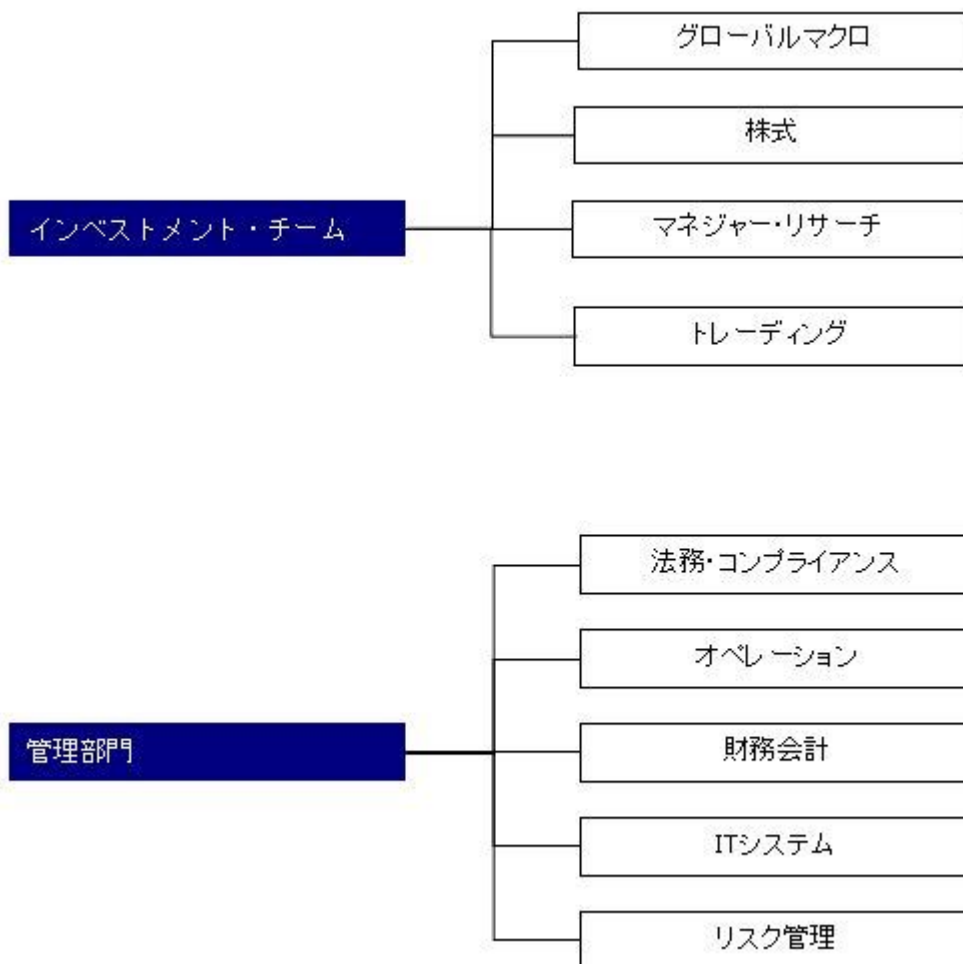 グローバルマクロ
株式
インベストメント・チーム
マネジャー・リサーチ
トレーディング
法務・コンプライアンス
オペレーション
管理部門
財務会計
ITシステム
リスク管理